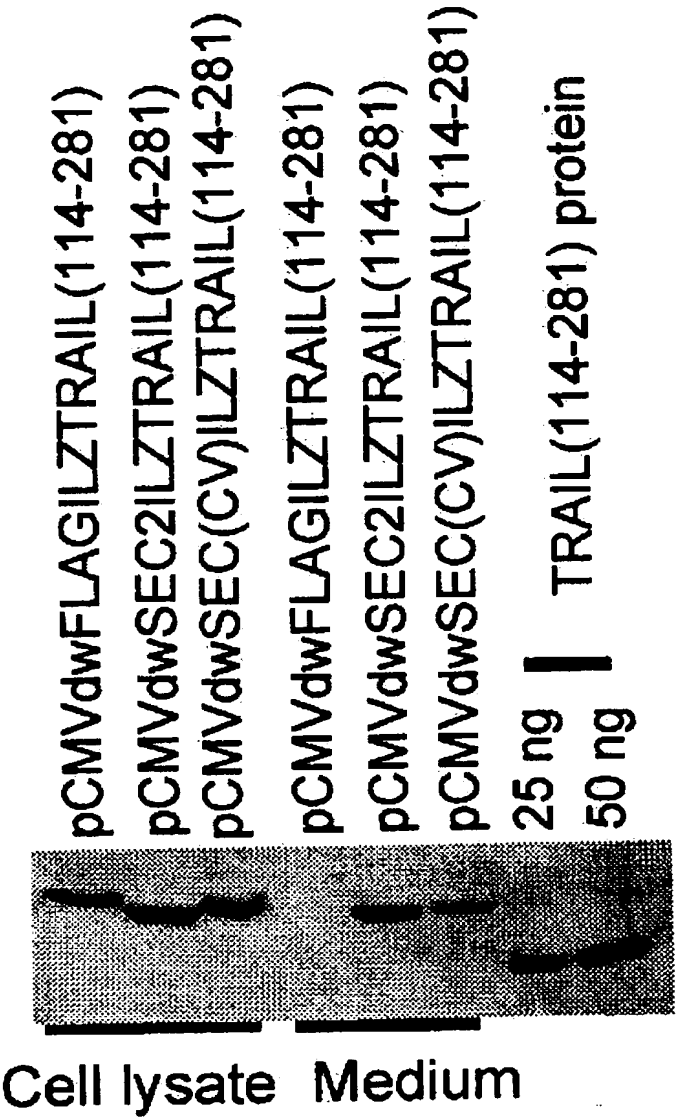 pCMVdwFLAGILZTRAIL(114-281)
pCMVdwSEC2ILZTRAIL(114-281)
pCMVdwSEC(CV)ILZTRAIL(114-281)
pCMVdwFLAGILZTRAIL(114-281)
pCMVdwSEC2ILZTRAIL(114-281)
pCMVdwSEC(CV)ILZTRAIL(114-281)
25 ng
50 ng
TRAIL(114-281) protein
Cell lysate
Medium